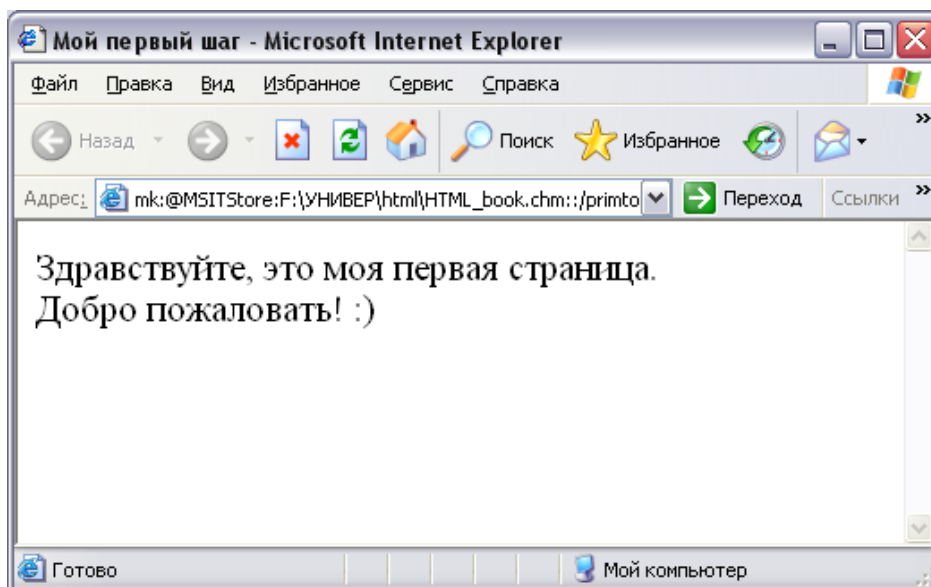 Мой первый шаг - Microsoft Internet Explorer
Файл Правка Вид Избранное Сервис Справка
Назад Поиск Избранное »
Адрес: mk:@MSITStore:F:\УНИВЕР\html\HTML_book.chm::/primto Переход Ссылки »
Здравствуйте, это моя первая страница.
Добро пожаловать! :)
Готово Мой компьютер